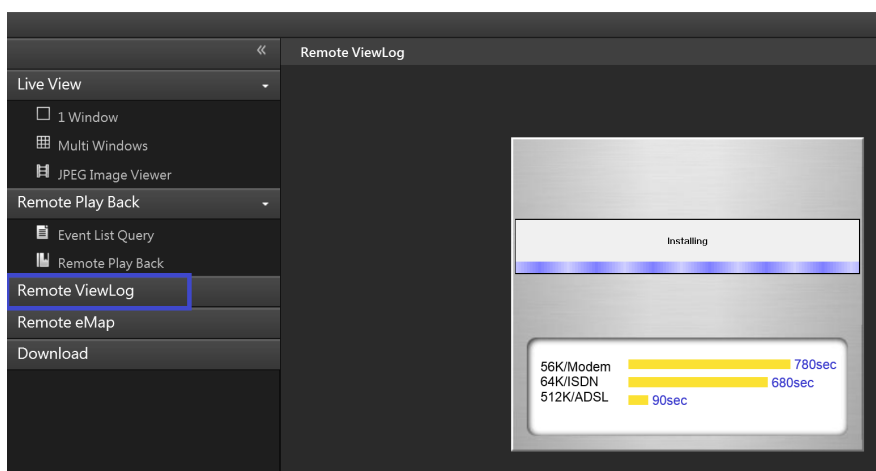 «
Remote ViewLog
Live View
1 Window
Multi Windows
JPEG Image Viewer
Remote Play Back
Event List Query
Remote Play Back
Remote ViewLog
Remote eMap
Download
Installing
56K/Modem 780sec
64K/ISDN 680sec
512K/ADSL 90sec